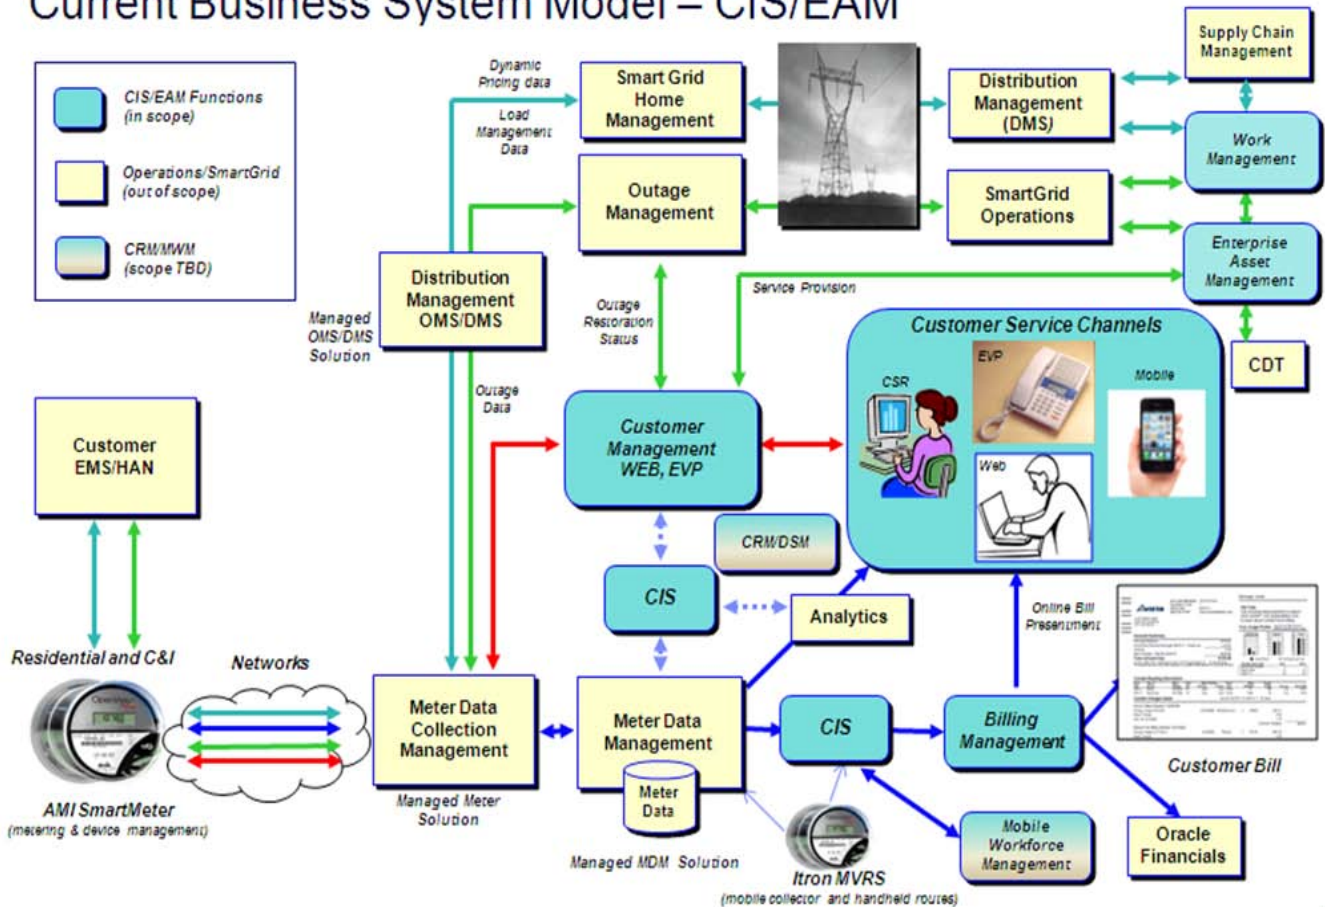 Current Business System Model – CIS/EAM
CIS/EAM Functions
(in scope)
Operations/SmartGrid
(out of scope)
CRM/MWM
(scope TBD)
Dynamic
Pricing data
Load
Management
Data
Smart Grid
Home
Management
Distribution
Management
(DMS)
Supply Chain
Management
Work
Management
Outage
Management
SmartGrid
Operations
Enterprise
Asset
Management
Distribution
Management
OMS/DMS
Managed
OMS/DMS
Solution
Outage
Restoration
Status
Service Provision
CDT
Outage
Data
Customer Service Channels
CSR
EVP
Mobile
Web
Customer
EMS/HAN
Customer
Management
WEB, EVP
CRM/DSM
CIS
Analytics
Online Bill
Presentment
Residential and C&I
Networks
Meter Data
Collection
Management
Meter Data
Management
Meter
Data
CIS
Billing
Management
Customer Bill
AMI SmartMeter
(metering & device management)
Managed Meter
Solution
Managed MDM Solution
Itron MVRS
(mobile collector and handheld routes)
Mobile
Workforce
Management
Oracle
Financials